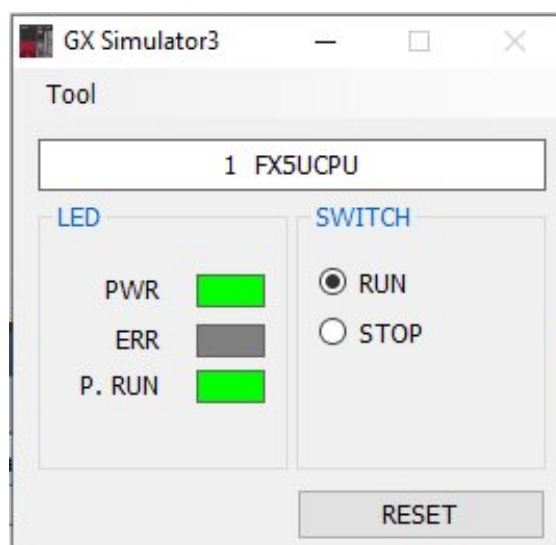 GX Simulator3
Tool
1 FX5UCPU
LED
PWR
ERR
P. RUN
SWITCH
RUN
STOP
RESET